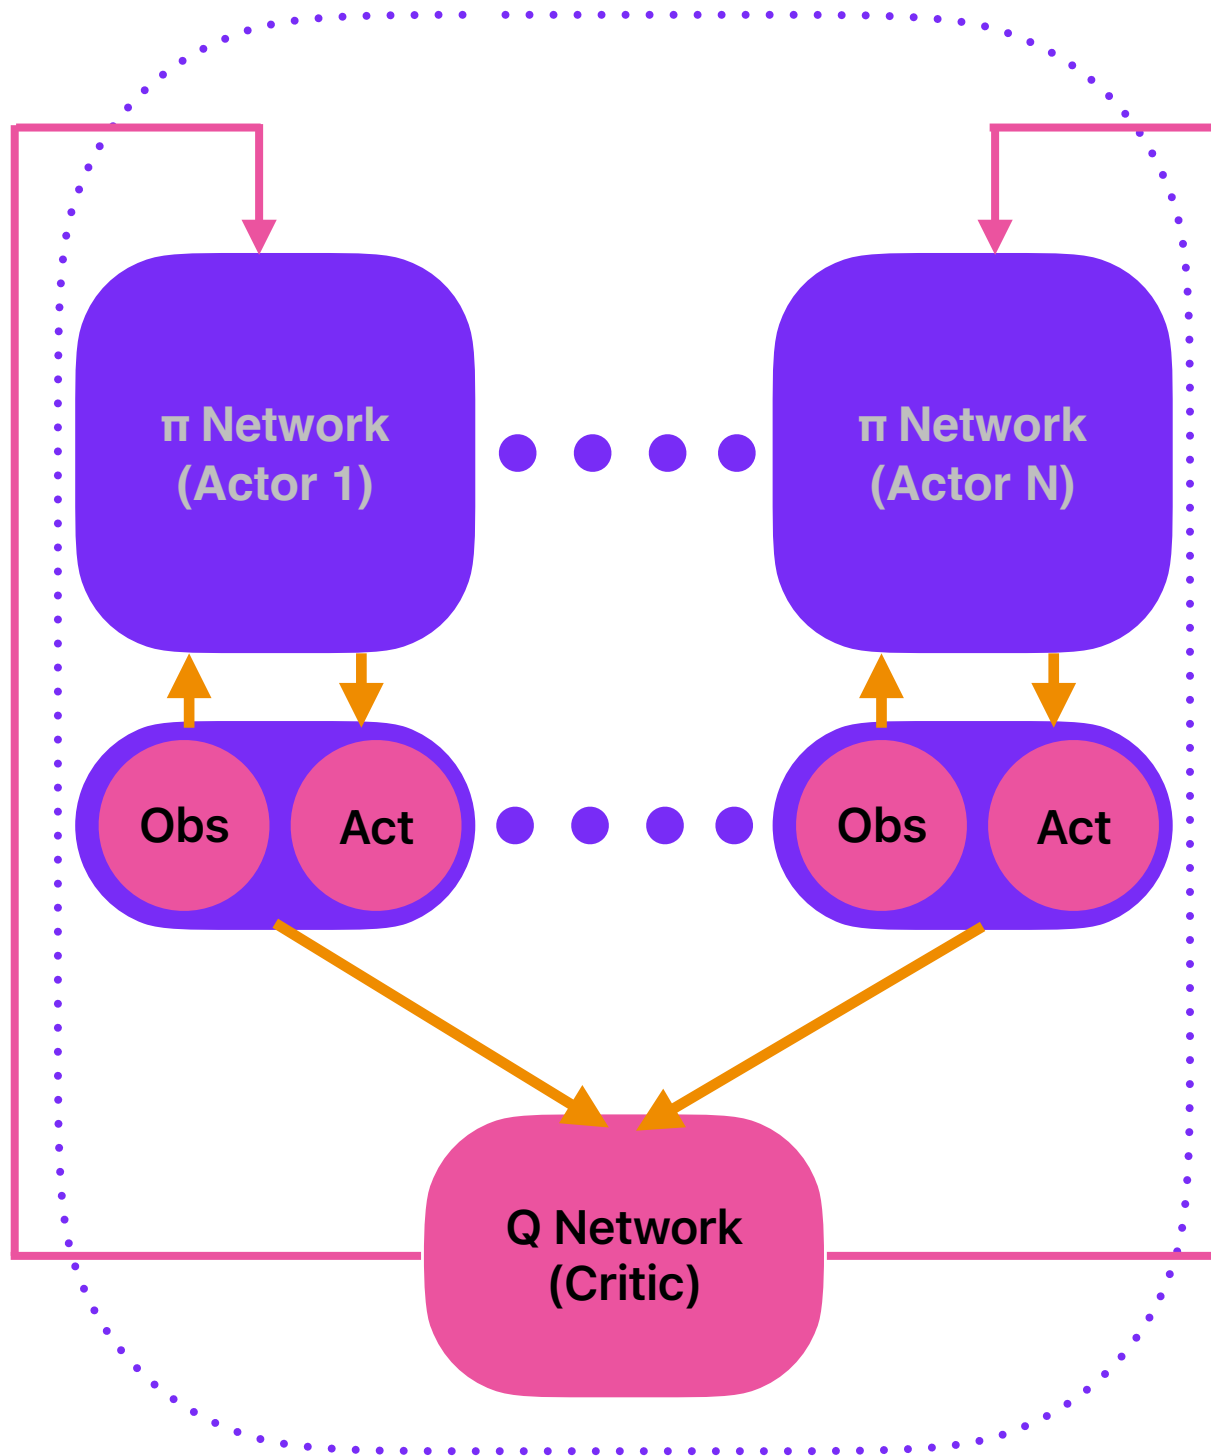 π Network
(Actor 1)
π Network
(Actor N)
Obs
Act
Obs
Act
Q Network
(Critic)